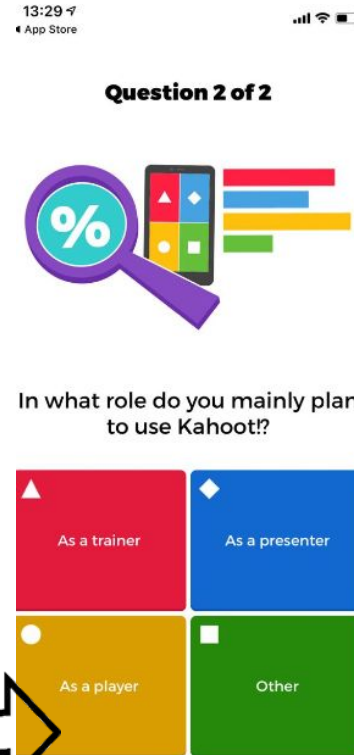 13:29
App Store
Question 2 of 2
%
In what role do you mainly plan
to use Kahoot!?
As a trainer
As a presenter
As a player
Other